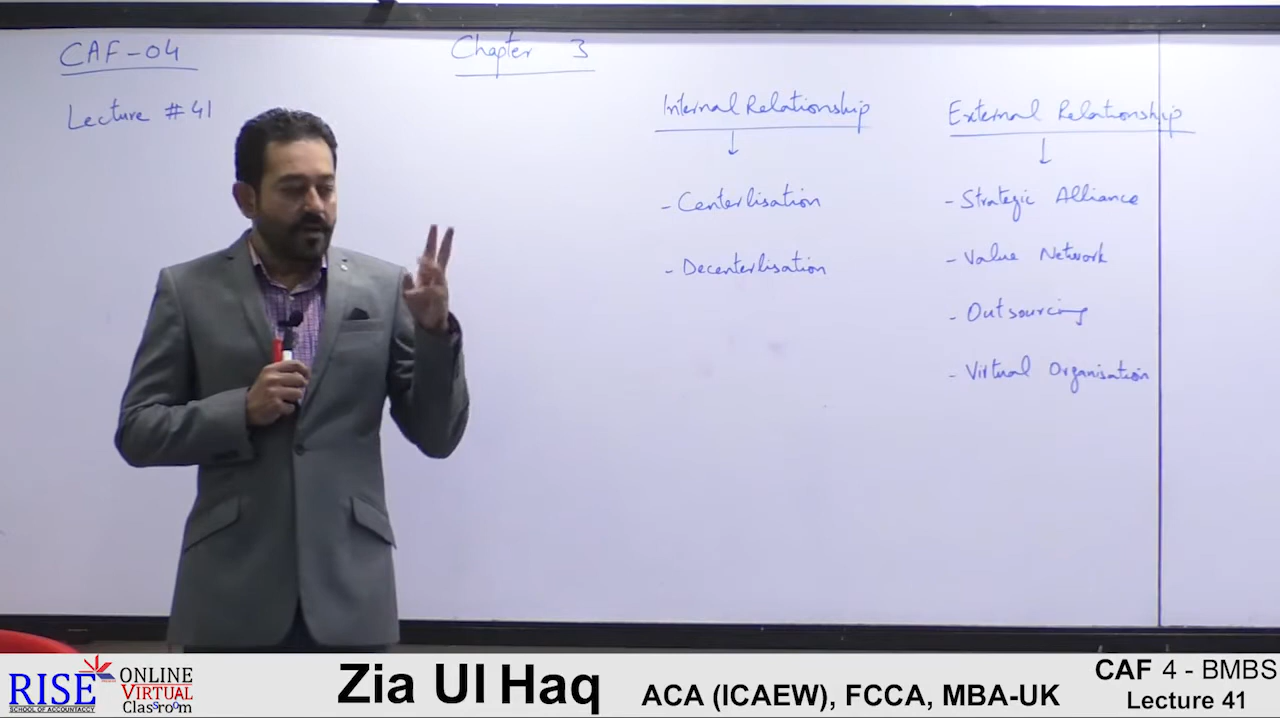 CAF-04
Chapter 3
Lecture #41
Internal Relationship
- Centerlisation
- Decenterlisation
External Relationship
- Strategic Alliance
- Value Network
- Outsourcing
- Virtual Organisation
RISE
SCHOOL OF ACCOUNTANCY
ONLINE
VIRTUAL
Classroom
Zia Ul Haq
ACA (ICAEW), FCCA, MBA-UK
CAF 4 - BMBS
Lecture 41